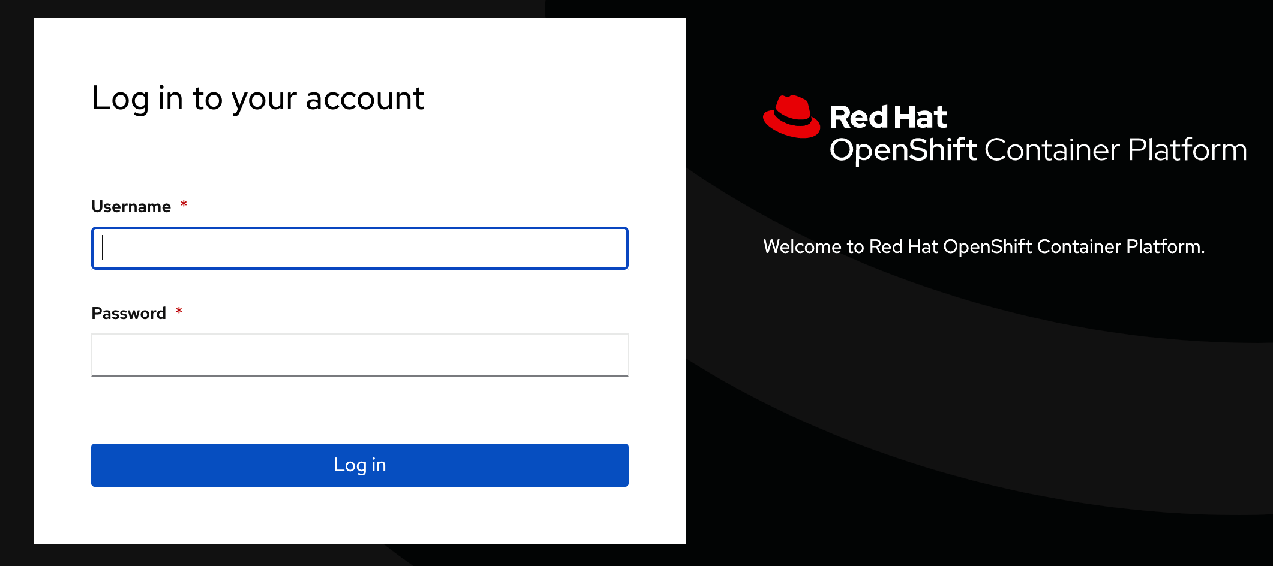 Log in to your account
Username *
Password *
Log in
Red Hat
OpenShift Container Platform
Welcome to Red Hat OpenShift Container Platform.